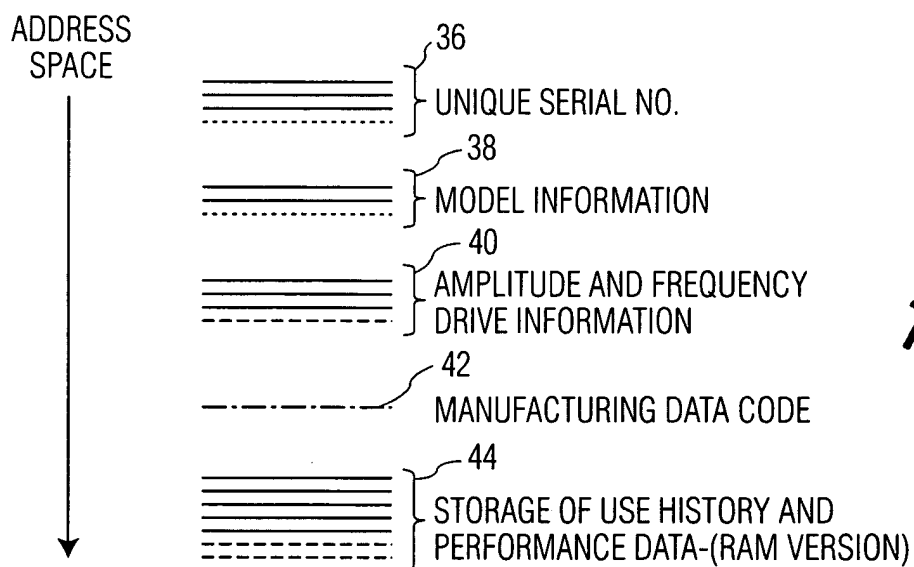 ADDRESS
SPACE
36
UNIQUE SERIAL NO.
38
MODEL INFORMATION
40
AMPLITUDE AND FREQUENCY
DRIVE INFORMATION
42
MANUFACTURING DATA CODE
44
STORAGE OF USE HISTORY AND
PERFORMANCE DATA-(RAM VERSION)